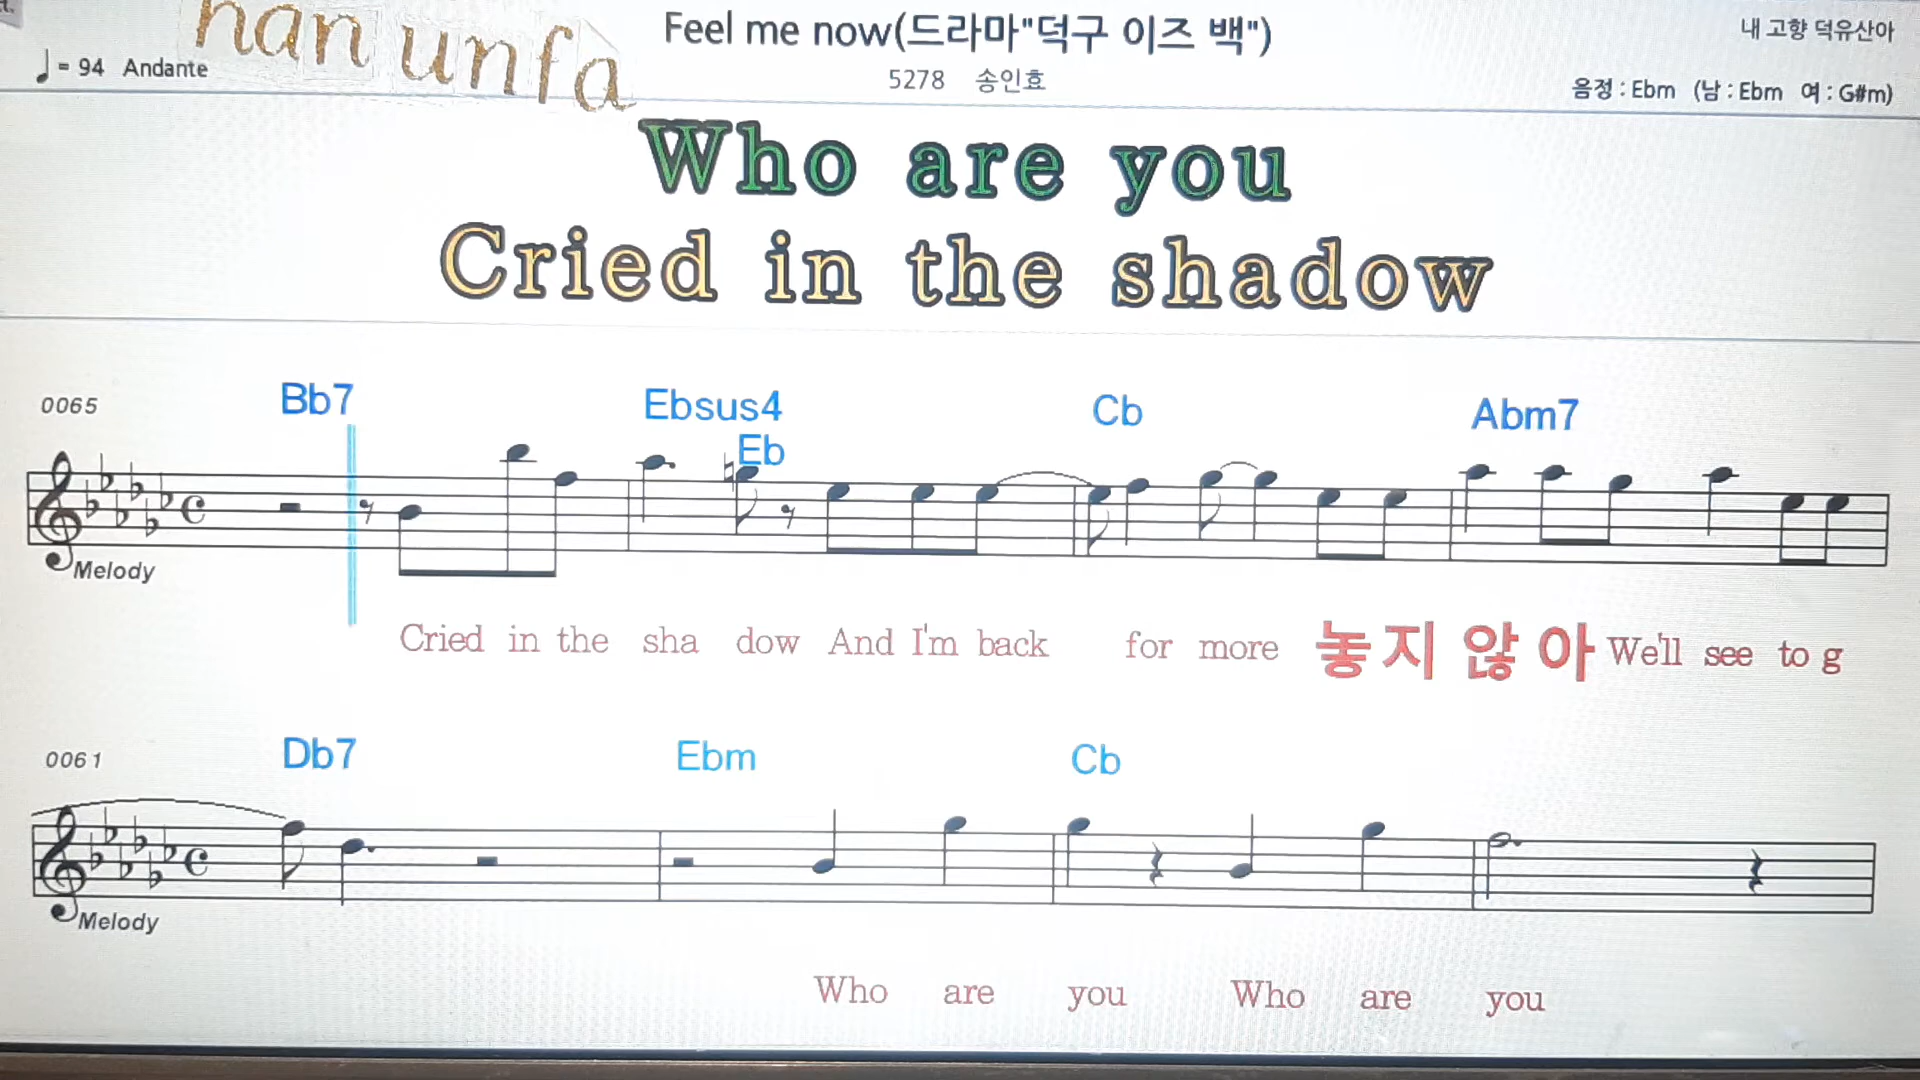 han unfa
Feel me now(드라마"덕구 이즈 백")
내 고향 덕유산아
♩= 94 Andante
5278 송인효
음정 : Ebm (남 : Ebm 여 : G#m)
Who are you
Cried in the shadow
0065 Bb7 Ebsus4 Cb Abm7
Eb
Melody
Cried in the sha dow And I'm back for more 놓지 않아 We'll see to g
0061 Db7 Ebm Cb
Melody
Who are you Who are you